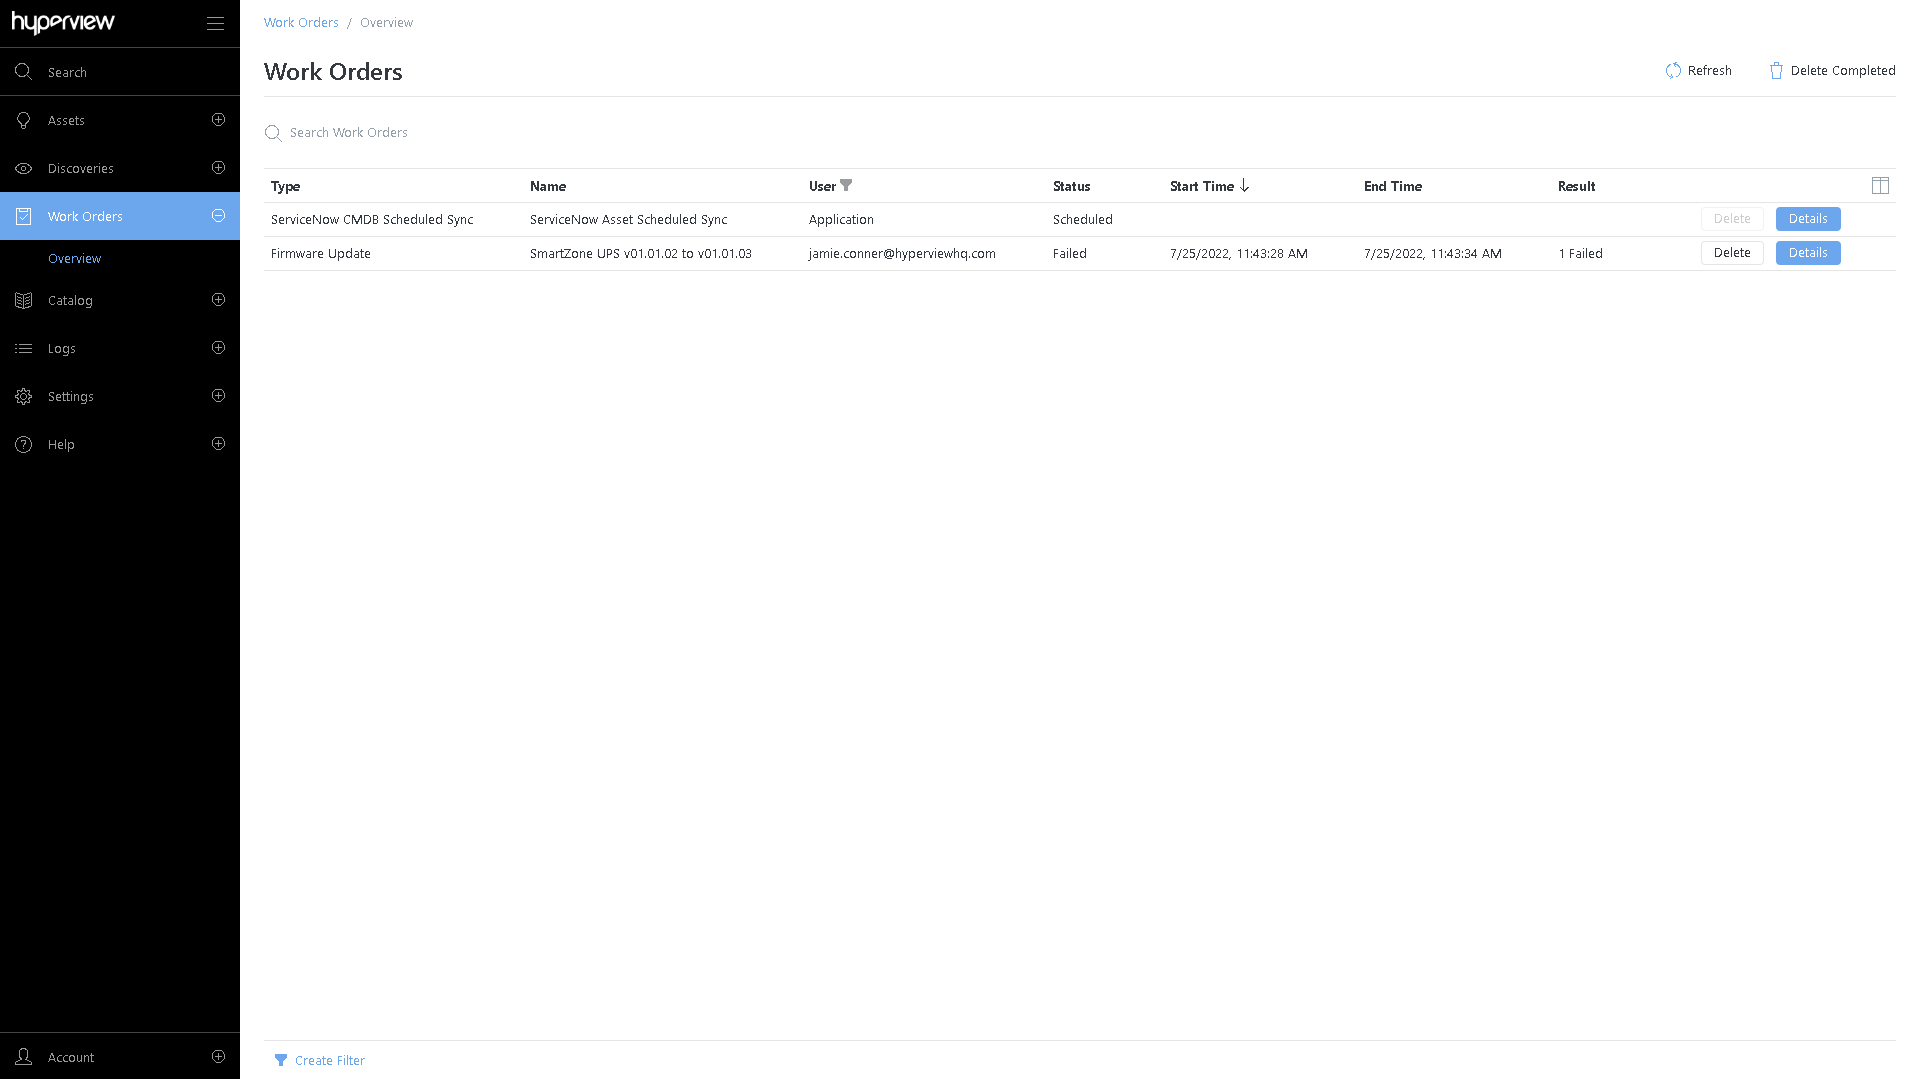 hyperview
Work Orders / Overview
Search
Work Orders
Refresh
Delete Completed
Assets
Discoveries
Work Orders
Overview
Catalog
Logs
Settings
Help
Account
Search Work Orders
Type Name User Status Start Time End Time Result
ServiceNow CMDB Scheduled Sync ServiceNow Asset Scheduled Sync Application Scheduled Delete Details
Firmware Update SmartZone UPS v01.01.02 to v01.01.03 jamie.conner@hyperviewhq.com Failed 7/25/2022, 11:43:28 AM 7/25/2022, 11:43:34 AM 1 Failed Delete Details
Create Filter